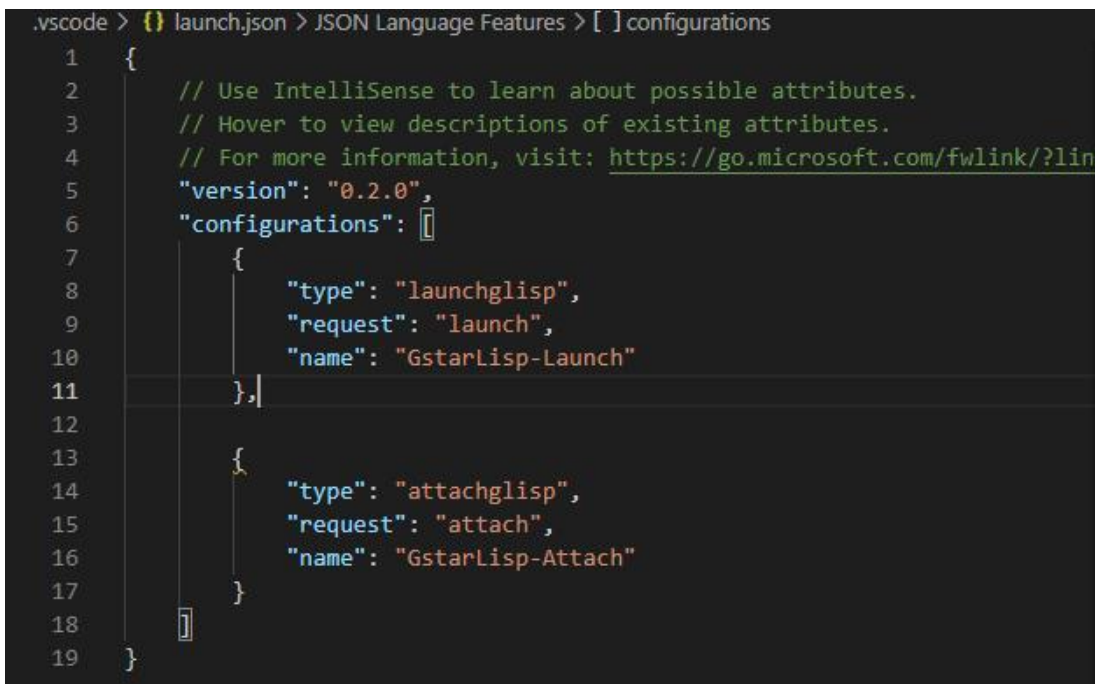 .vscode > {} launch.json > JSON Language Features > [ ] configurations
1 {
2 // Use IntelliSense to learn about possible attributes.
3 // Hover to view descriptions of existing attributes.
4 // For more information, visit: https://go.microsoft.com/fwlink/?lin
5 "version": "0.2.0",
6 "configurations": [
7 {
8 "type": "launchglisp",
9 "request": "launch",
10 "name": "GstarLisp-Launch"
11 },
12
13 {
14 "type": "attachglisp",
15 "request": "attach",
16 "name": "GstarLisp-Attach"
17 }
18 ]
19 }